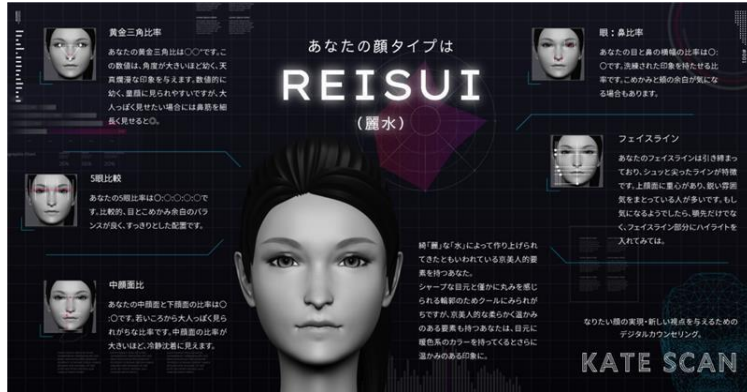 黄金三角比率
あなたの黄金三角比は〇〇°です。こ
の数値は、角度が大きいほど幼く、天
真爛漫な印象を与えます。数値的に
幼く、童顔に見られやすいですが、大
人っぽく見せたい場合には鼻筋を細
長く見せると◎。
5眼比較
あなたの5眼比率は〇:〇:〇:〇:〇で
す。比較的、目とこめかみ余白のバラ
ンスが良く、すっきりとした配置です。
中顔面比
あなたの中顔面と下顔面の比率は〇
:〇です。若いころから大人っぽく見ら
れがちな比率です。中顔面の比率が
大きいほど、冷静沈着に見えます。
あなたの顔タイプは
REISUI
（麗水）
綺「麗」な「水」によって作り上げられ
てきたともいわれている京美人的要
素を持つあなた。
シャープな目元と僅かに丸みを感じ
られる輪郭のためクールにみられが
ちですが、京美人的な柔らかく温かみ
のある要素も持つあなたは、目元に
暖色系のカラーを持ってくるとさらに
温かみのある印象に。
眼：鼻比率
あなたの目と鼻の横幅の比率は〇:
〇です。洗練された印象を持たせる比
率です。こめかみと頬の余白が気にな
る場合もあります。
フェイスライン
あなたのフェイスラインは引き締まっ
ており、シュッと尖ったラインが特徴
です。上顔面に重心があり、鋭い雰囲
気をまとっている人が多いです。もし
気になるようでしたら、顎先だけでな
く、フェイスライン部分にハイライトを
入れてみては。
なりたい顔の実現・新しい視点を与えるための
デジタルカウンセリング。
KATE SCAN